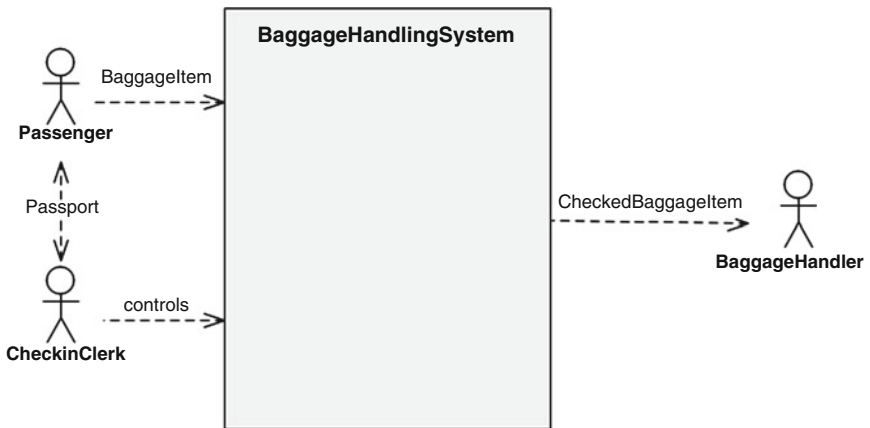 BaggageHandlingSystem
BaggageItem
Passenger
Passport
CheckedBaggageItem
BaggageHandler
controls
CheckinClerk